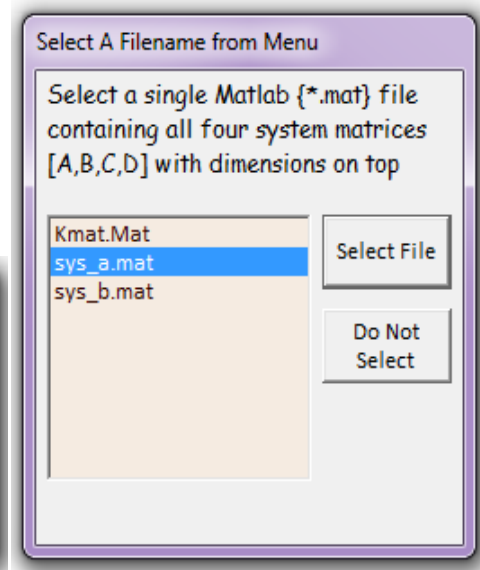 Select A Filename from Menu
Select a single Matlab {*.mat} file
containing all four system matrices
[A,B,C,D] with dimensions on top
Kmat.Mat
sys_a.mat
sys_b.mat
Select File
Do Not
Select